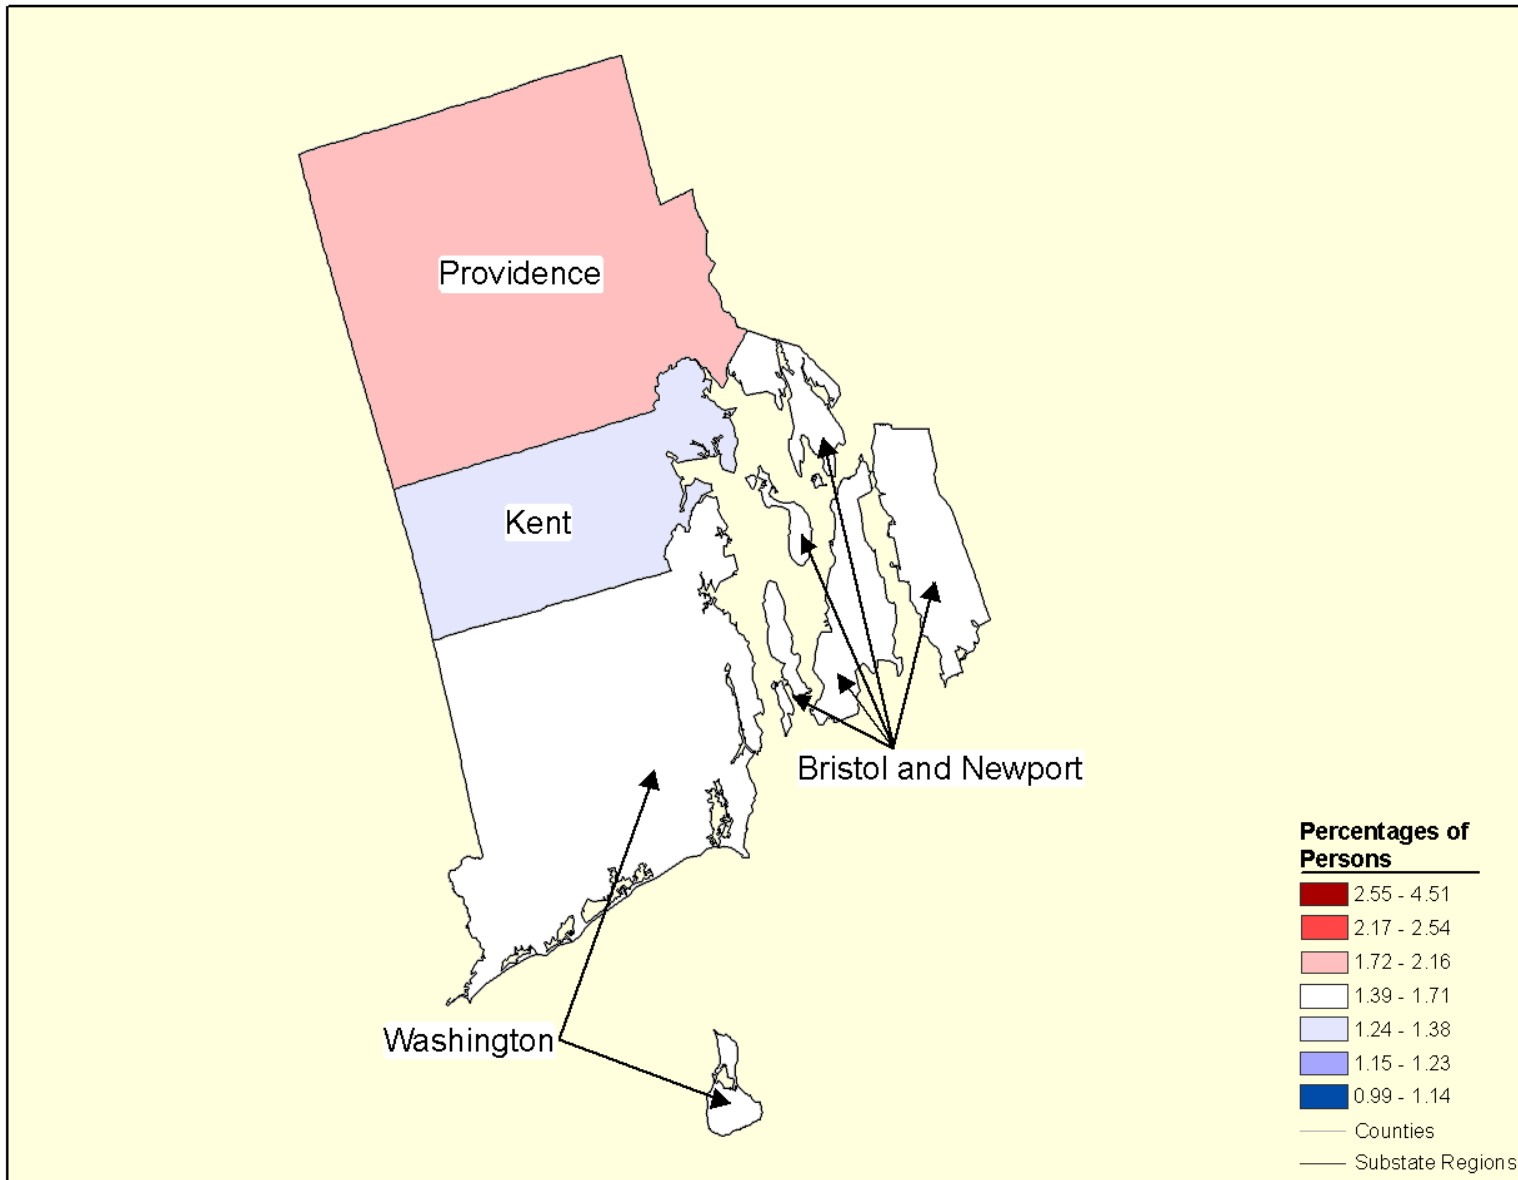 Providence
Kent
Bristol and Newport
Washington
Percentages of
Persons
2.55 - 4.51
2.17 - 2.54
1.72 - 2.16
1.39 - 1.71
1.24 - 1.38
1.15 - 1.23
0.99 - 1.14
Counties
Substate Regions